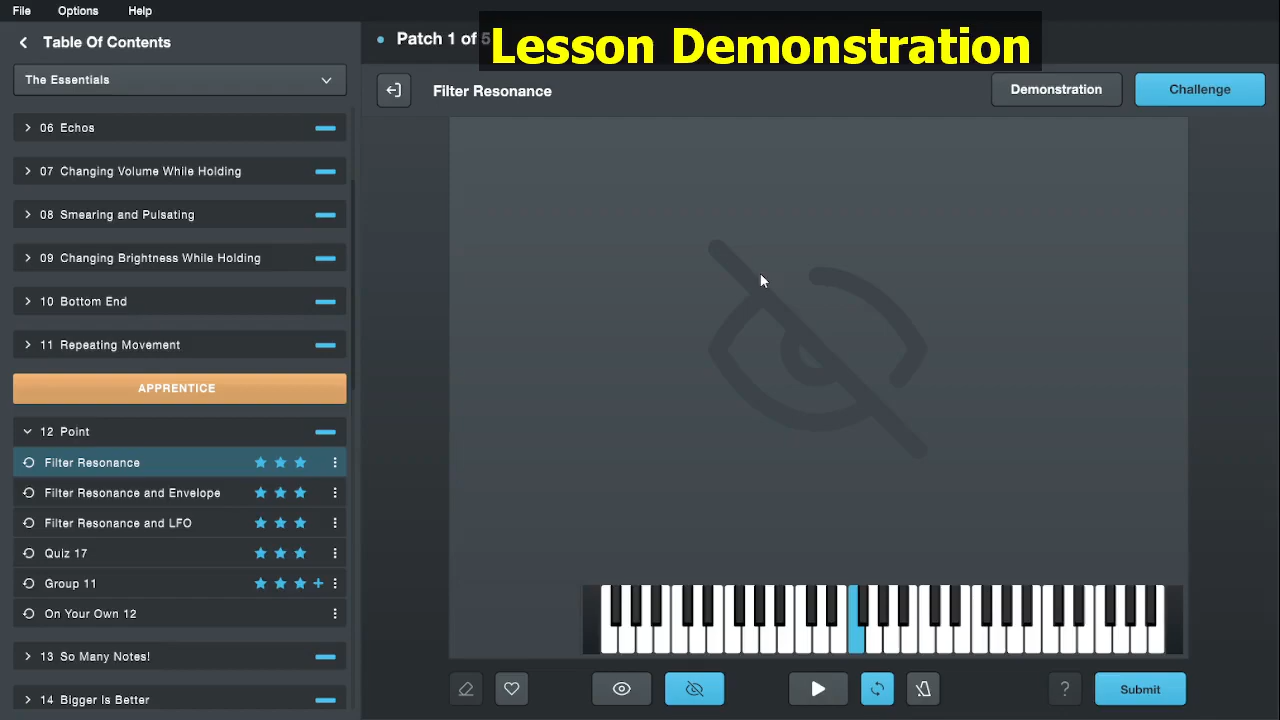 File Options Help
Table Of Contents
Patch 1 of 5
Lesson Demonstration
The Essentials
Filter Resonance
Demonstration
Challenge
06 Echos
07 Changing Volume While Holding
08 Smearing and Pulsating
09 Changing Brightness While Holding
10 Bottom End
11 Repeating Movement
APPRENTICE
12 Point
Filter Resonance
Filter Resonance and Envelope
Filter Resonance and LFO
Quiz 17
Group 11
On Your Own 12
13 So Many Notes!
14 Bigger Is Better
?
Submit